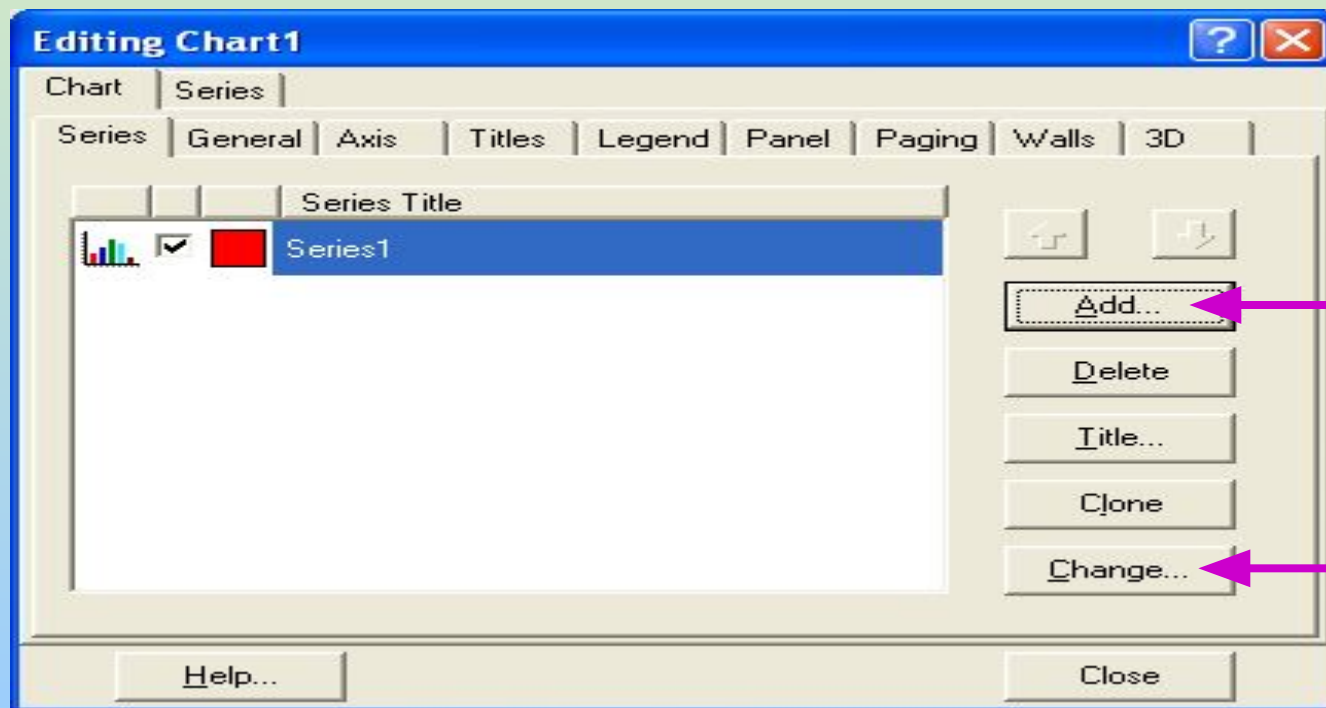 Editing Chart1
Chart Series
Series General Axis Titles Legend Panel Paging Walls 3D
Series Title
Series1
Add...
Delete
Title...
Clone
Change...
Help... Close